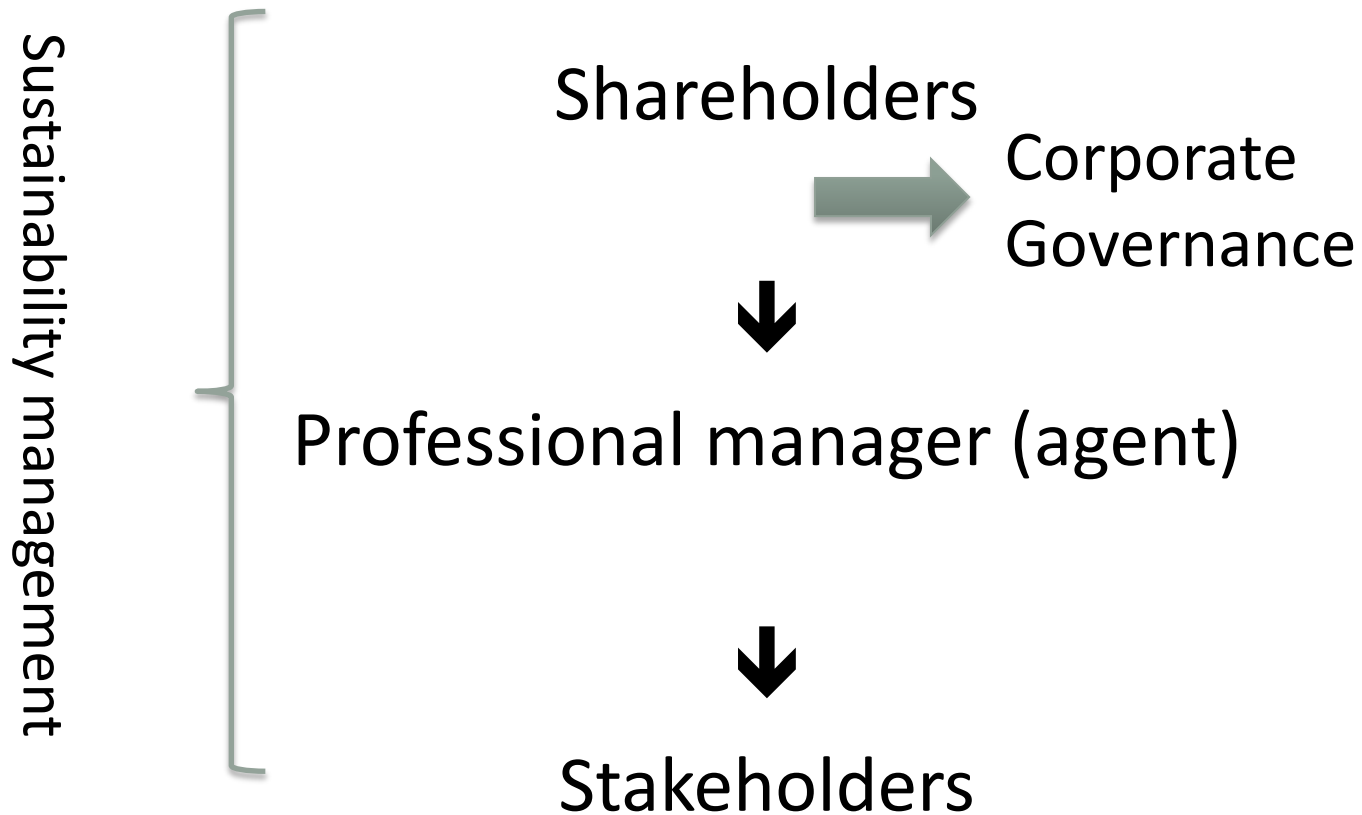 Sustainability management
Shareholders
Corporate
Governance
Professional manager (agent)
Stakeholders